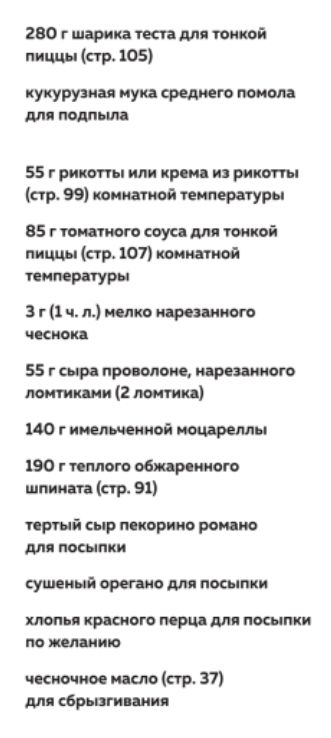 280 г шарика теста для тонкой
пиццы (стр. 105)
кукурузная мука среднего помола
для подпыла
55 г рикотты или крема из рикотты
(стр. 99) комнатной температуры
85 г томатного соуса для тонкой
пиццы (стр. 107) комнатной
температуры
3 г (1 ч. л.) мелко нарезанного
чеснока
55 г сыра проволоне, нарезанного
ломтиками (2 ломтика)
140 г имельченной моцареллы
190 г теплого обжаренного
шпината (стр. 91)
тертый сыр пекорино романо
для посыпки
сушеный орегано для посыпки
хлопья красного перца для посыпки
по желанию
чесночное масло (стр. 37)
для сбрызгивания